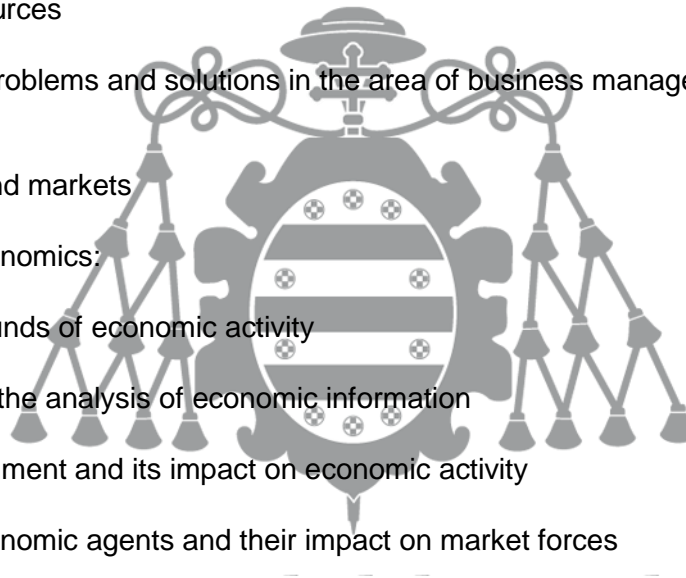 roblems and solutions in the area of business manage
nd markets
nomics:
unds of economic activity
the analysis of economic information
ment and its impact on economic activity
nomic agents and their impact on market forces